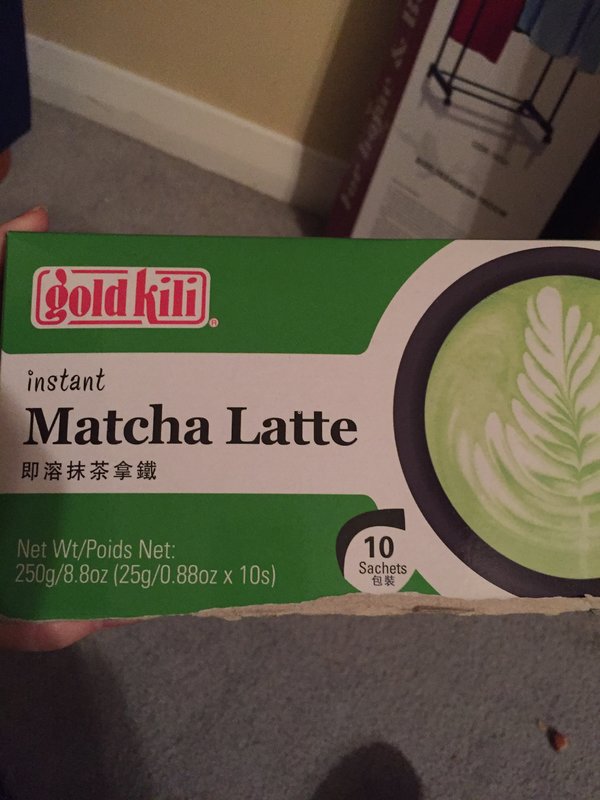 gold kili
®
instant
Matcha Latte
即溶抹茶拿鐵
Net Wt/Poids Net:
250g/8.8oz (25g/0.88oz x 10s)
10
Sachets
包裝